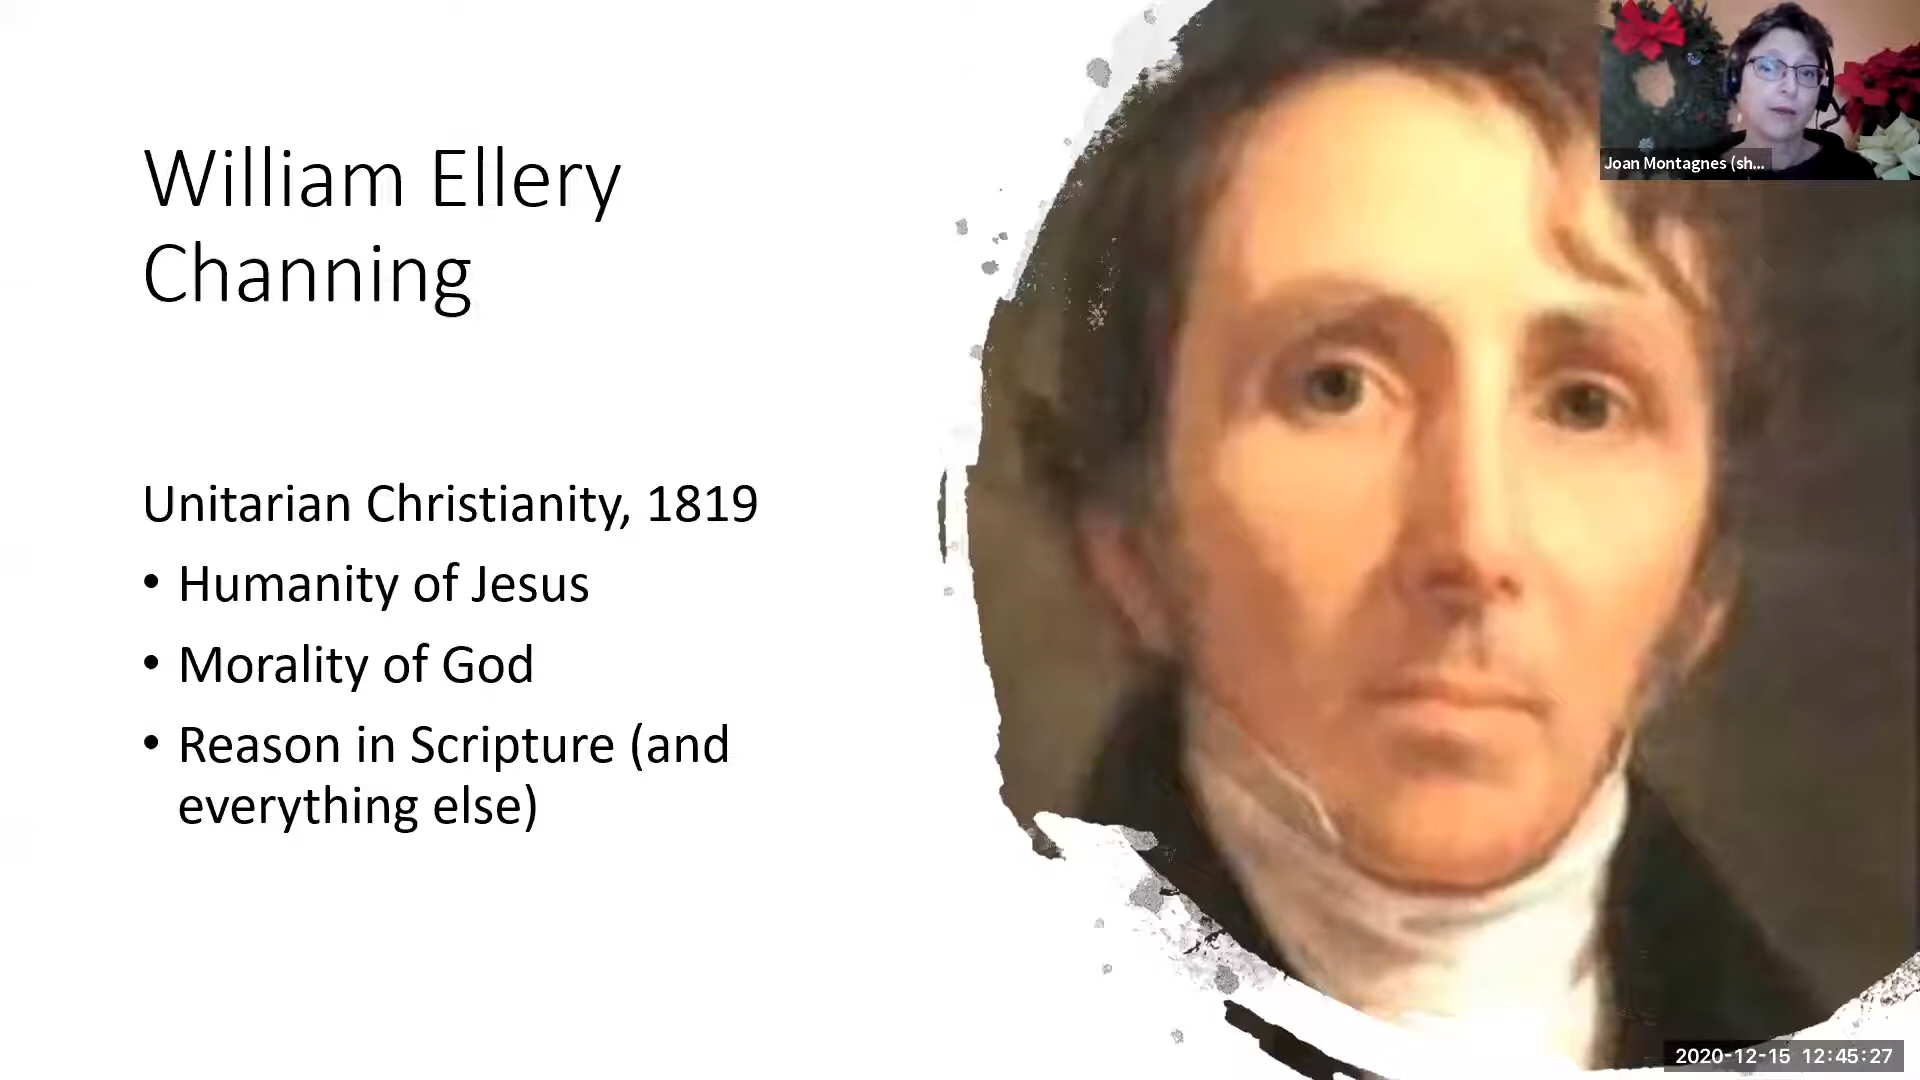 William Ellery
Channing
Unitarian Christianity, 1819
• Humanity of Jesus
• Morality of God
• Reason in Scripture (and
everything else)
Joan Montagnes (sh...
2020-12-15 12:45:27